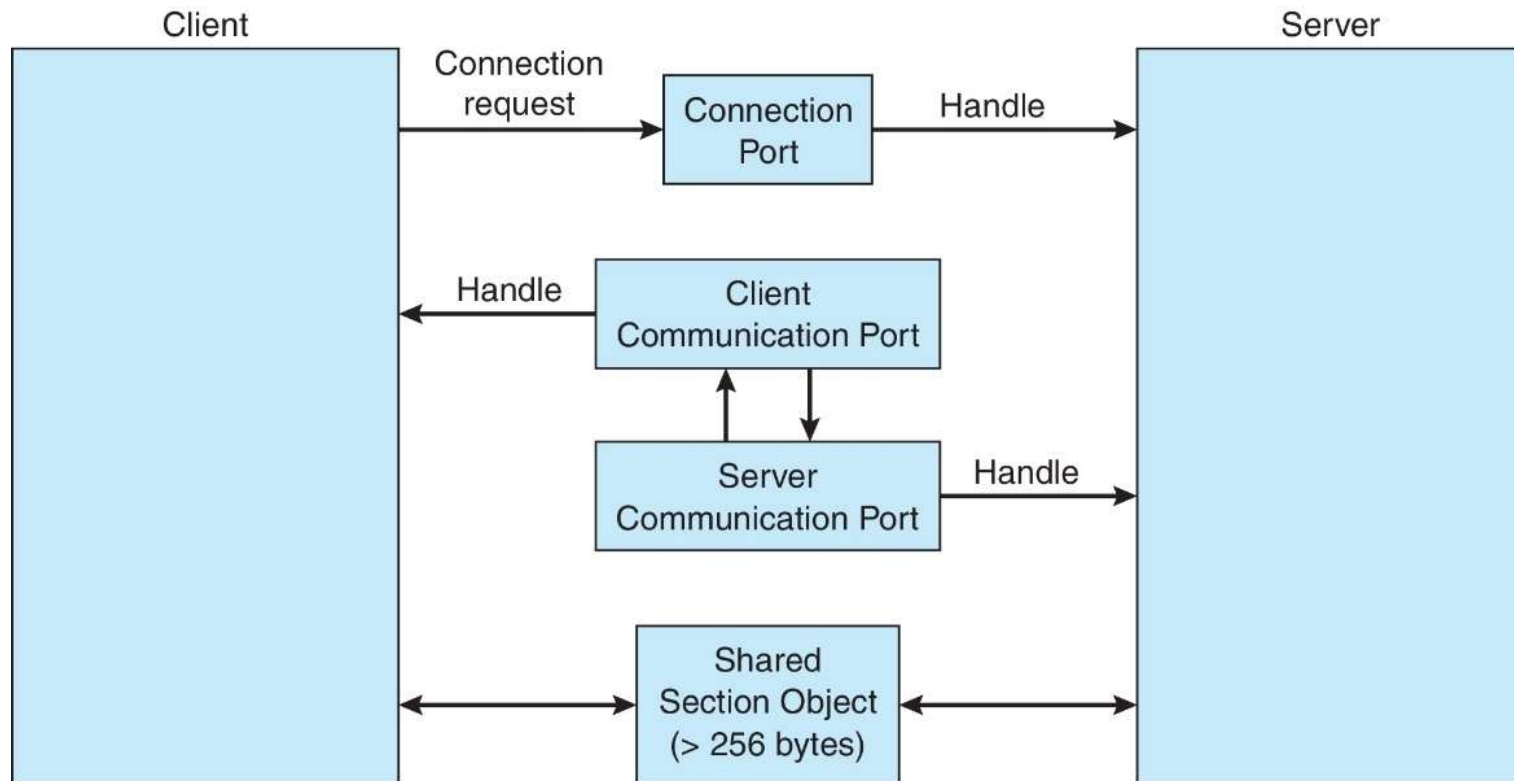 Client
Server
Connection
request
Connection
Port
Handle
Handle
Client
Communication Port
Server
Communication Port
Handle
Shared
Section Object
(> 256 bytes)